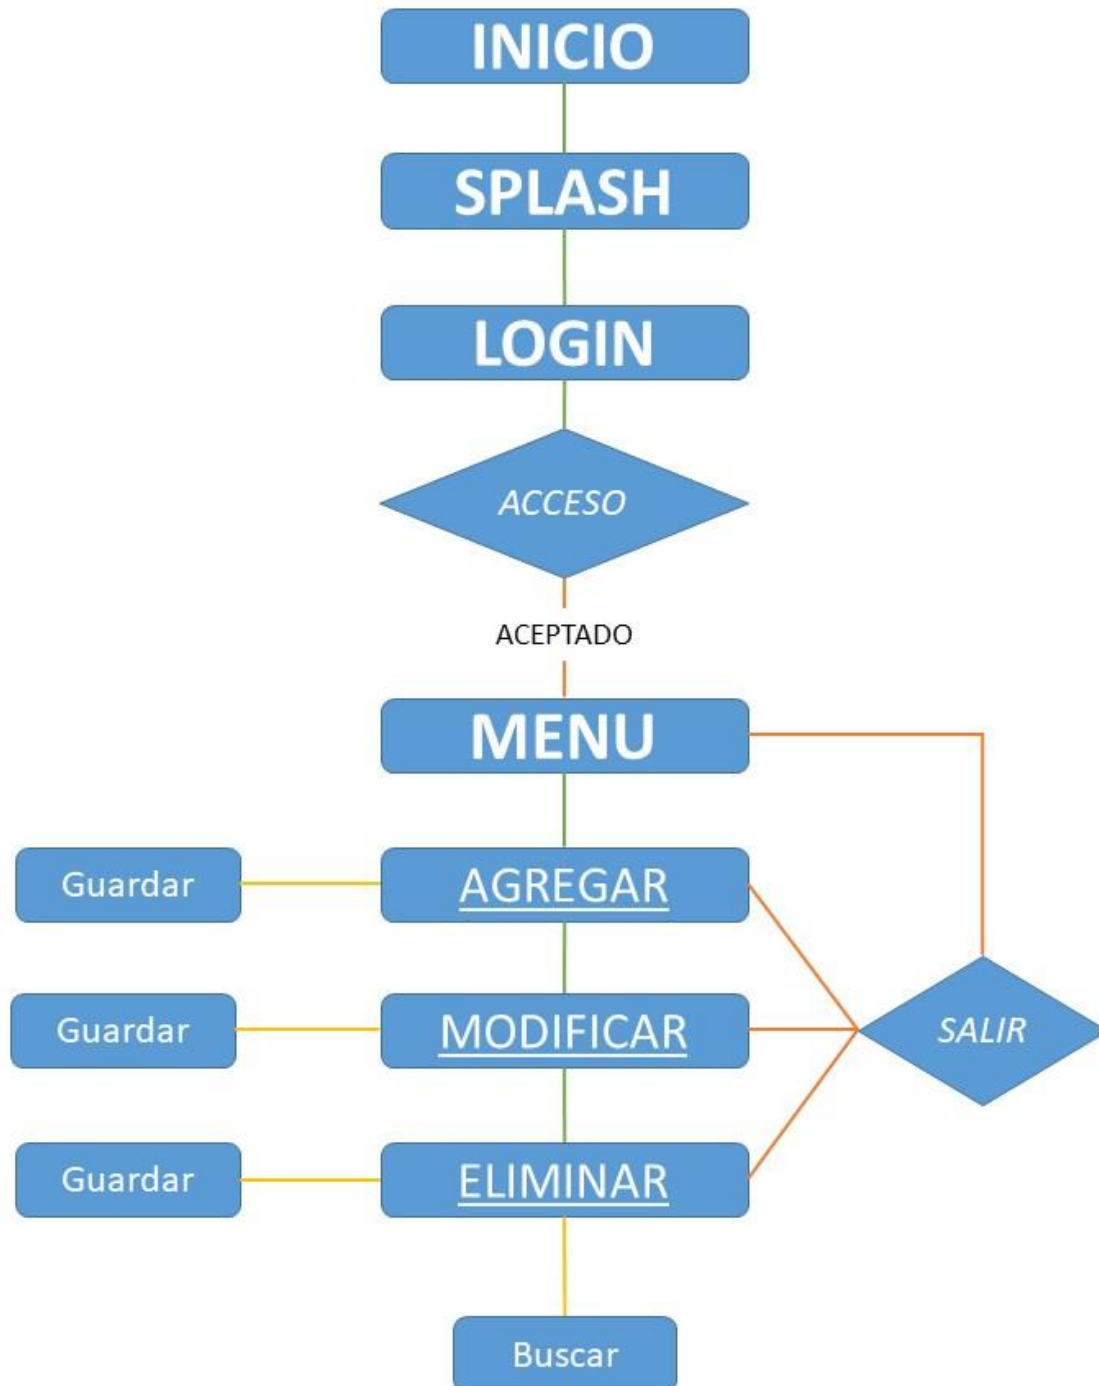 INICIO
SPLASH
LOGIN
ACCESO
ACEPTADO
MENU
Guardar
AGREGAR
Guardar
MODIFICAR
SALIR
Guardar
ELIMINAR
Buscar